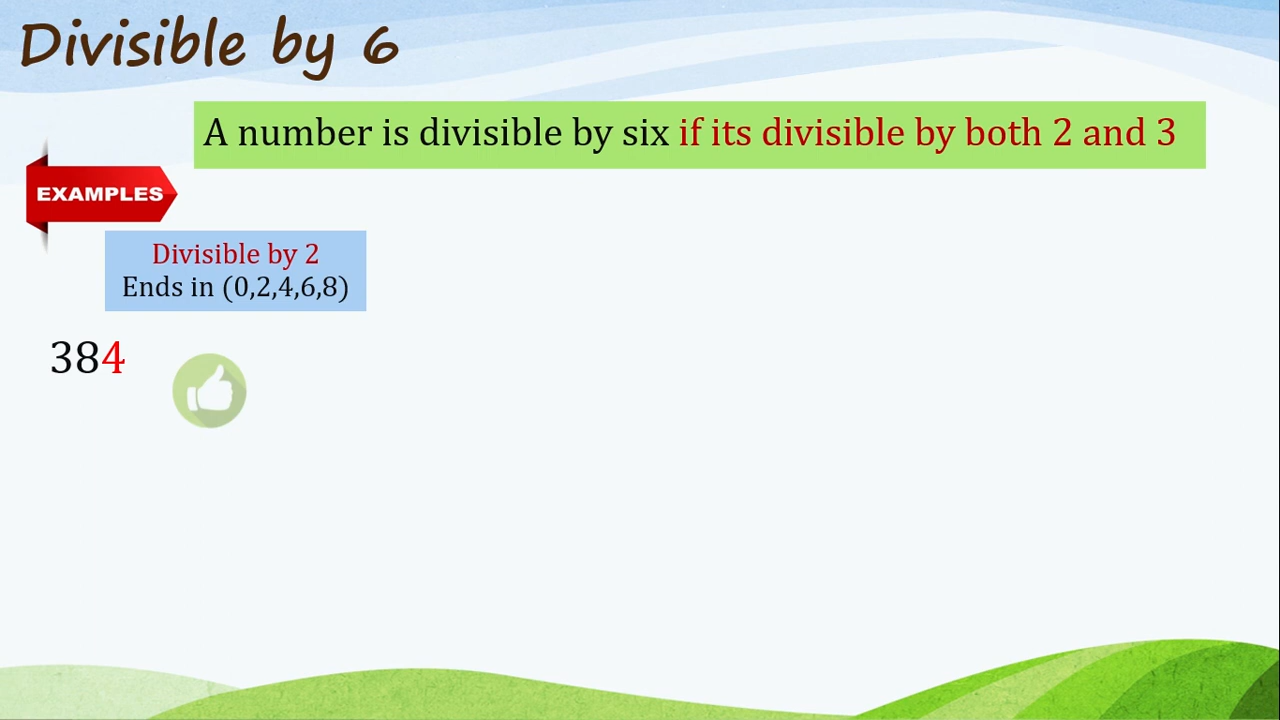 Divisible by 6
A number is divisible by six if its divisible by both 2 and 3
EXAMPLES
Divisible by 2
Ends in (0,2,4,6,8)
384